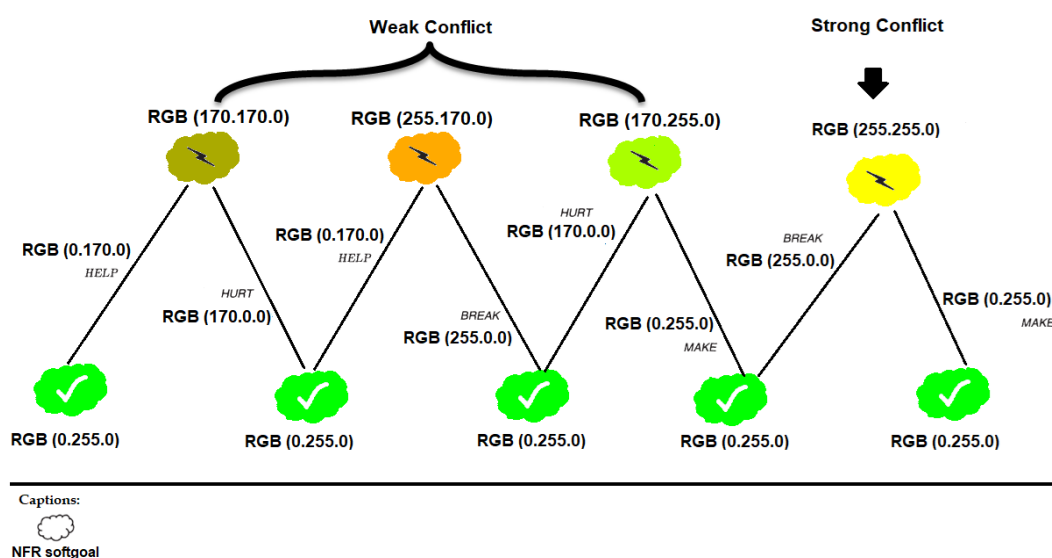 Weak Conflict
Strong Conflict
RGB (170.170.0)
RGB (255.170.0)
RGB (170.255.0)
RGB (255.255.0)
HURT
RGB (170.0.0)
RGB (0.170.0)
HELP
RGB (0.170.0)
HELP
BREAK
RGB (255.0.0)
HURT
RGB (170.0.0)
BREAK
RGB (255.0.0)
RGB (0.255.0)
MAKE
RGB (0.255.0)
MAKE
RGB (0.255.0)
RGB (0.255.0)
RGB (0.255.0)
RGB (0.255.0)
RGB (0.255.0)
Captions:
NFR softgoal